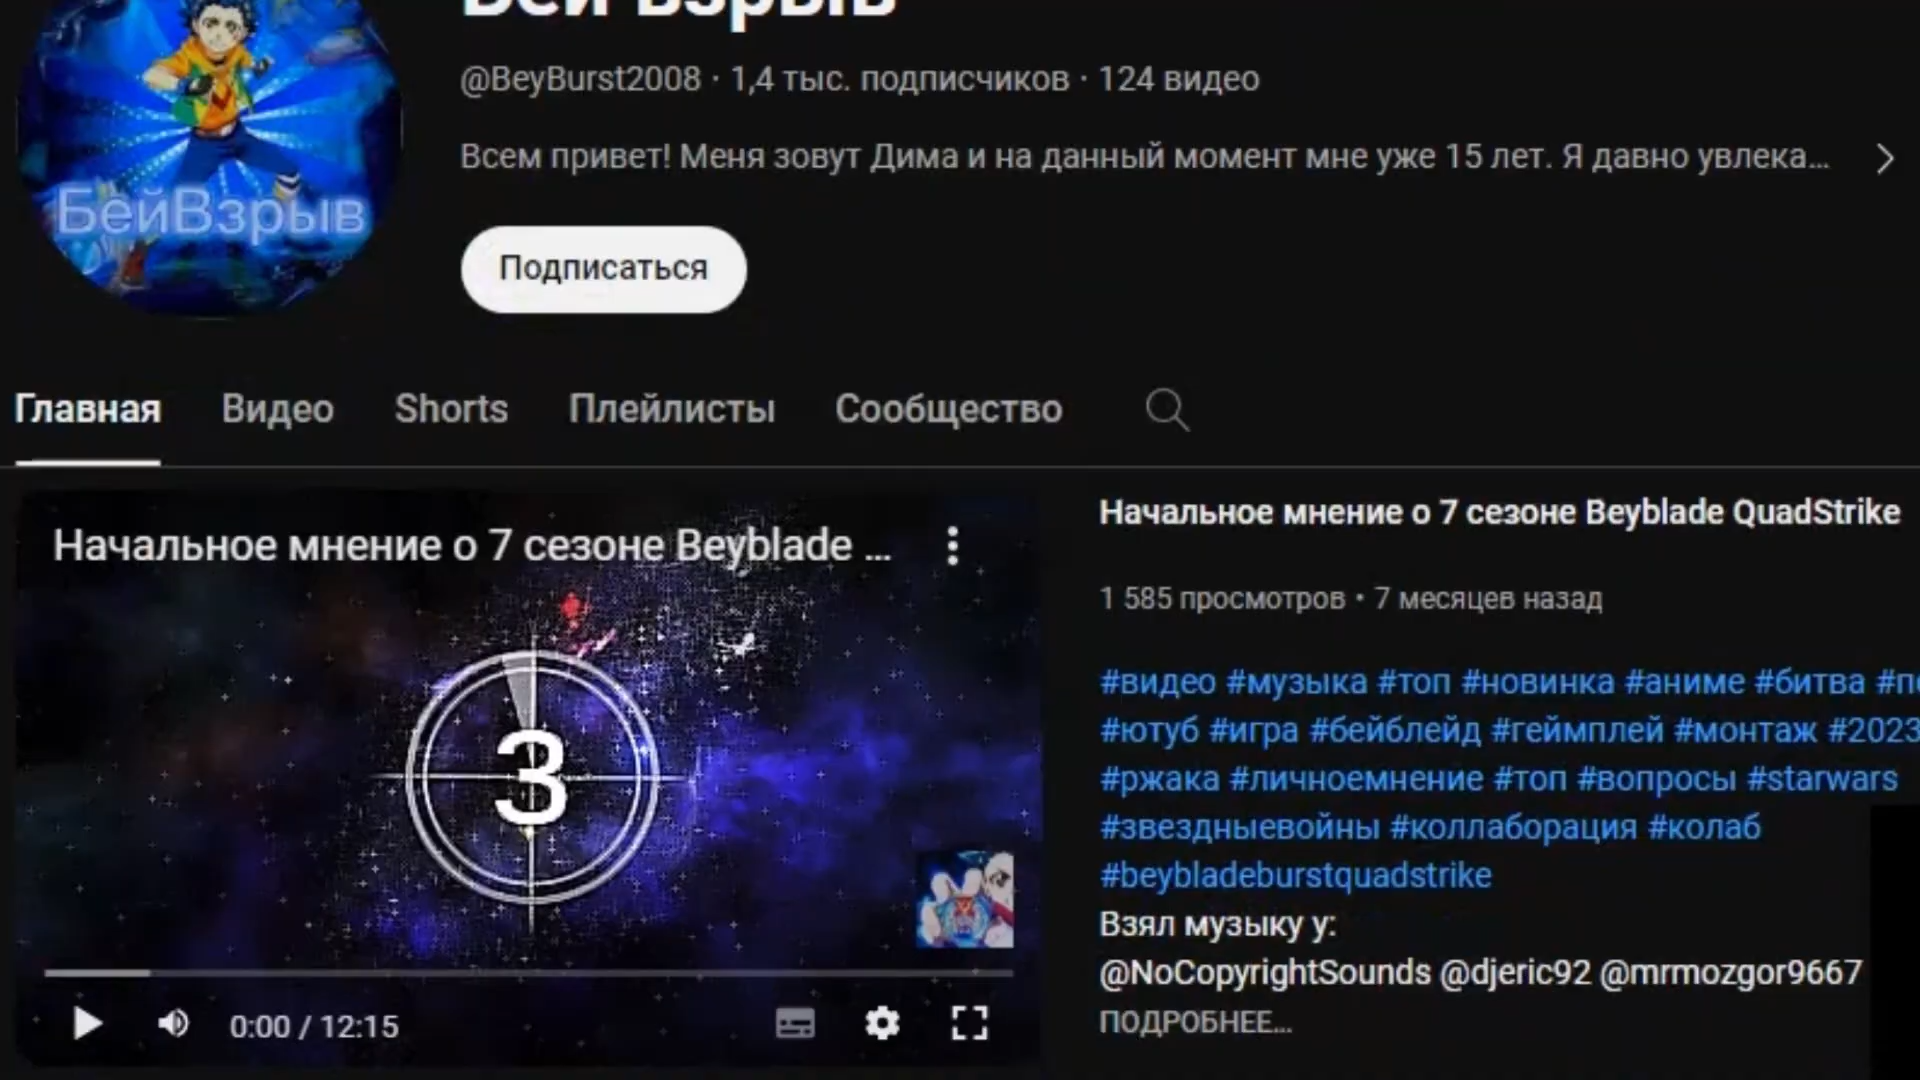 Бей Взрыв
@BeyBurst2008 · 1,4 тыс. подписчиков · 124 видео
Всем привет! Меня зовут Дима и на данный момент мне уже 15 лет. Я давно увлека...
БейВзрыв
Подписаться
Главная Видео Shorts Плейлисты Сообщество
Начальное мнение о 7 сезоне Beyblade ...
3
0:00 / 12:15
Начальное мнение о 7 сезоне Beyblade QuadStrike
1 585 просмотров • 7 месяцев назад
#видео #музыка #топ #новинка #аниме #битва
#ютуб #игра #бейблейд #геймплей #монтаж #2023
#ржака #личноемнение #топ #вопросы #starwars
#звездныевойны #коллаборация #колаб
#beybladeburstquadstrike
Взял музыку у:
@NoCopyrightSounds @djeric92 @mrmozgor9667
ПОДРОБНЕЕ...